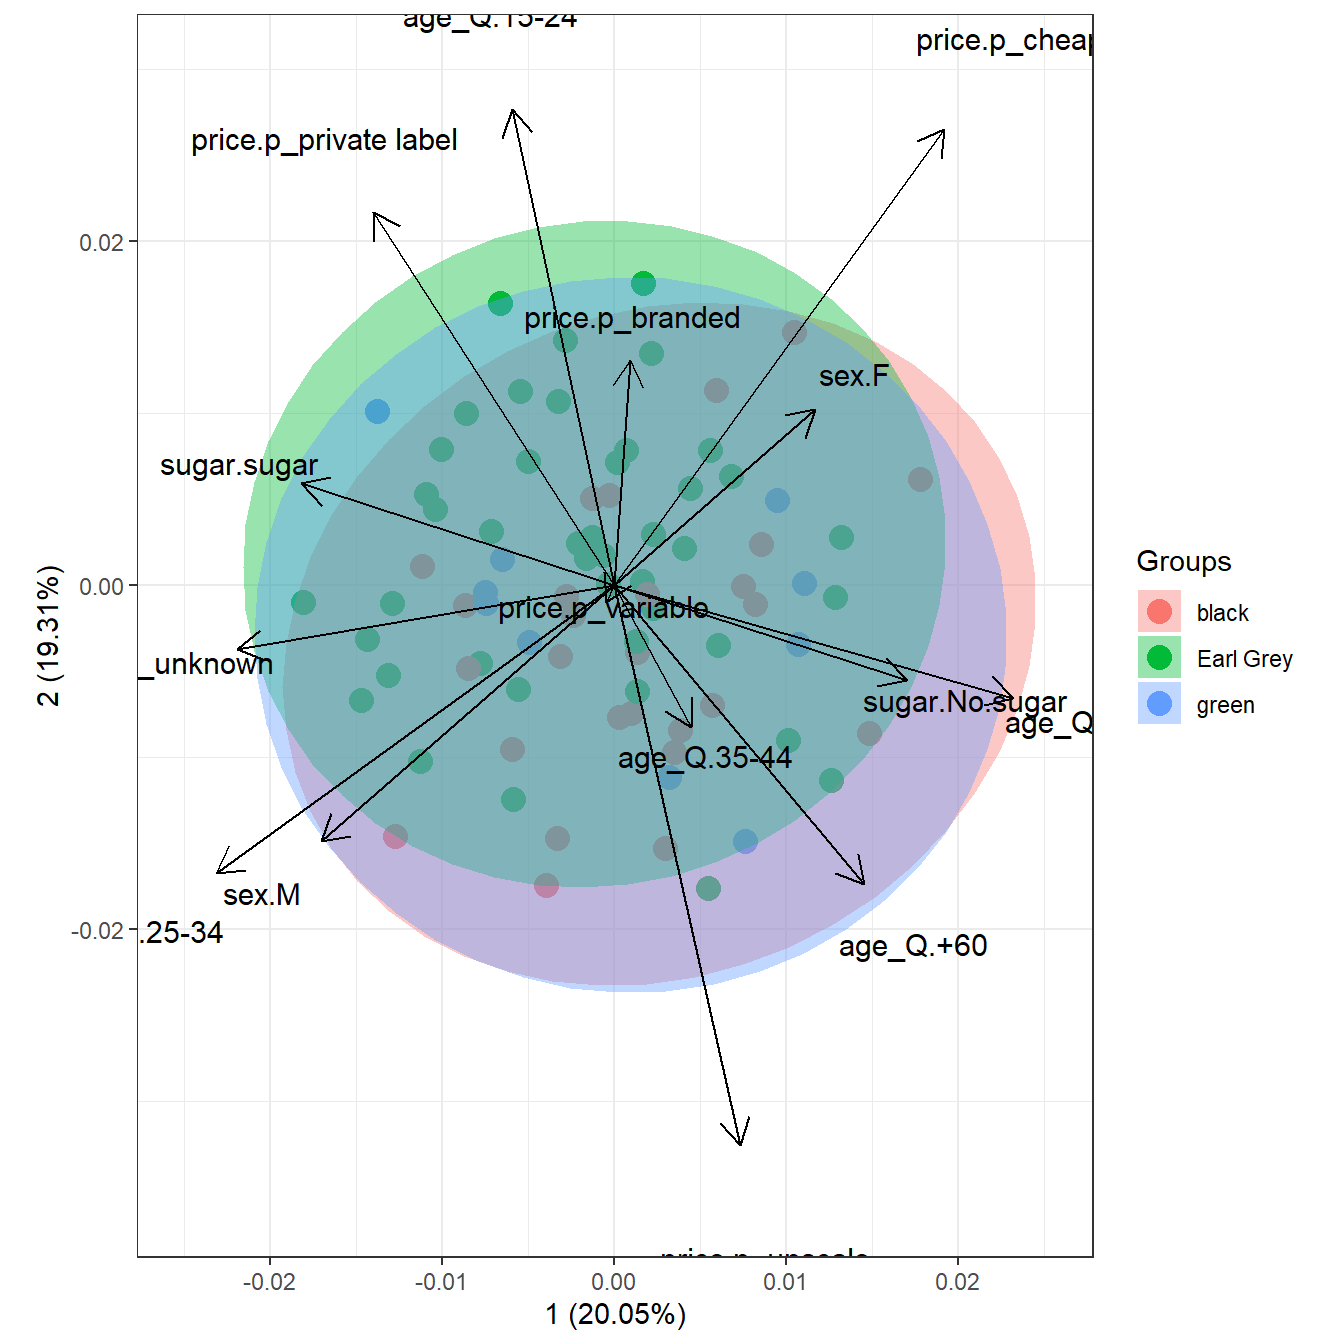 age_Q.15-24
price.p_cheap
price.p_private label
0.02
price.p_branded
sex.F
sugar.sugar
0.00
price.p_variable
_unknown
sugar.No.sugar
age_Q
age_Q.35-44
sex.M
-0.02
.25-34
age_Q.+60
price.p_upscale
-0.02
-0.01
0.00
0.01
0.02
1 (20.05%)
2 (19.31%)
Groups
black
Earl Grey
green